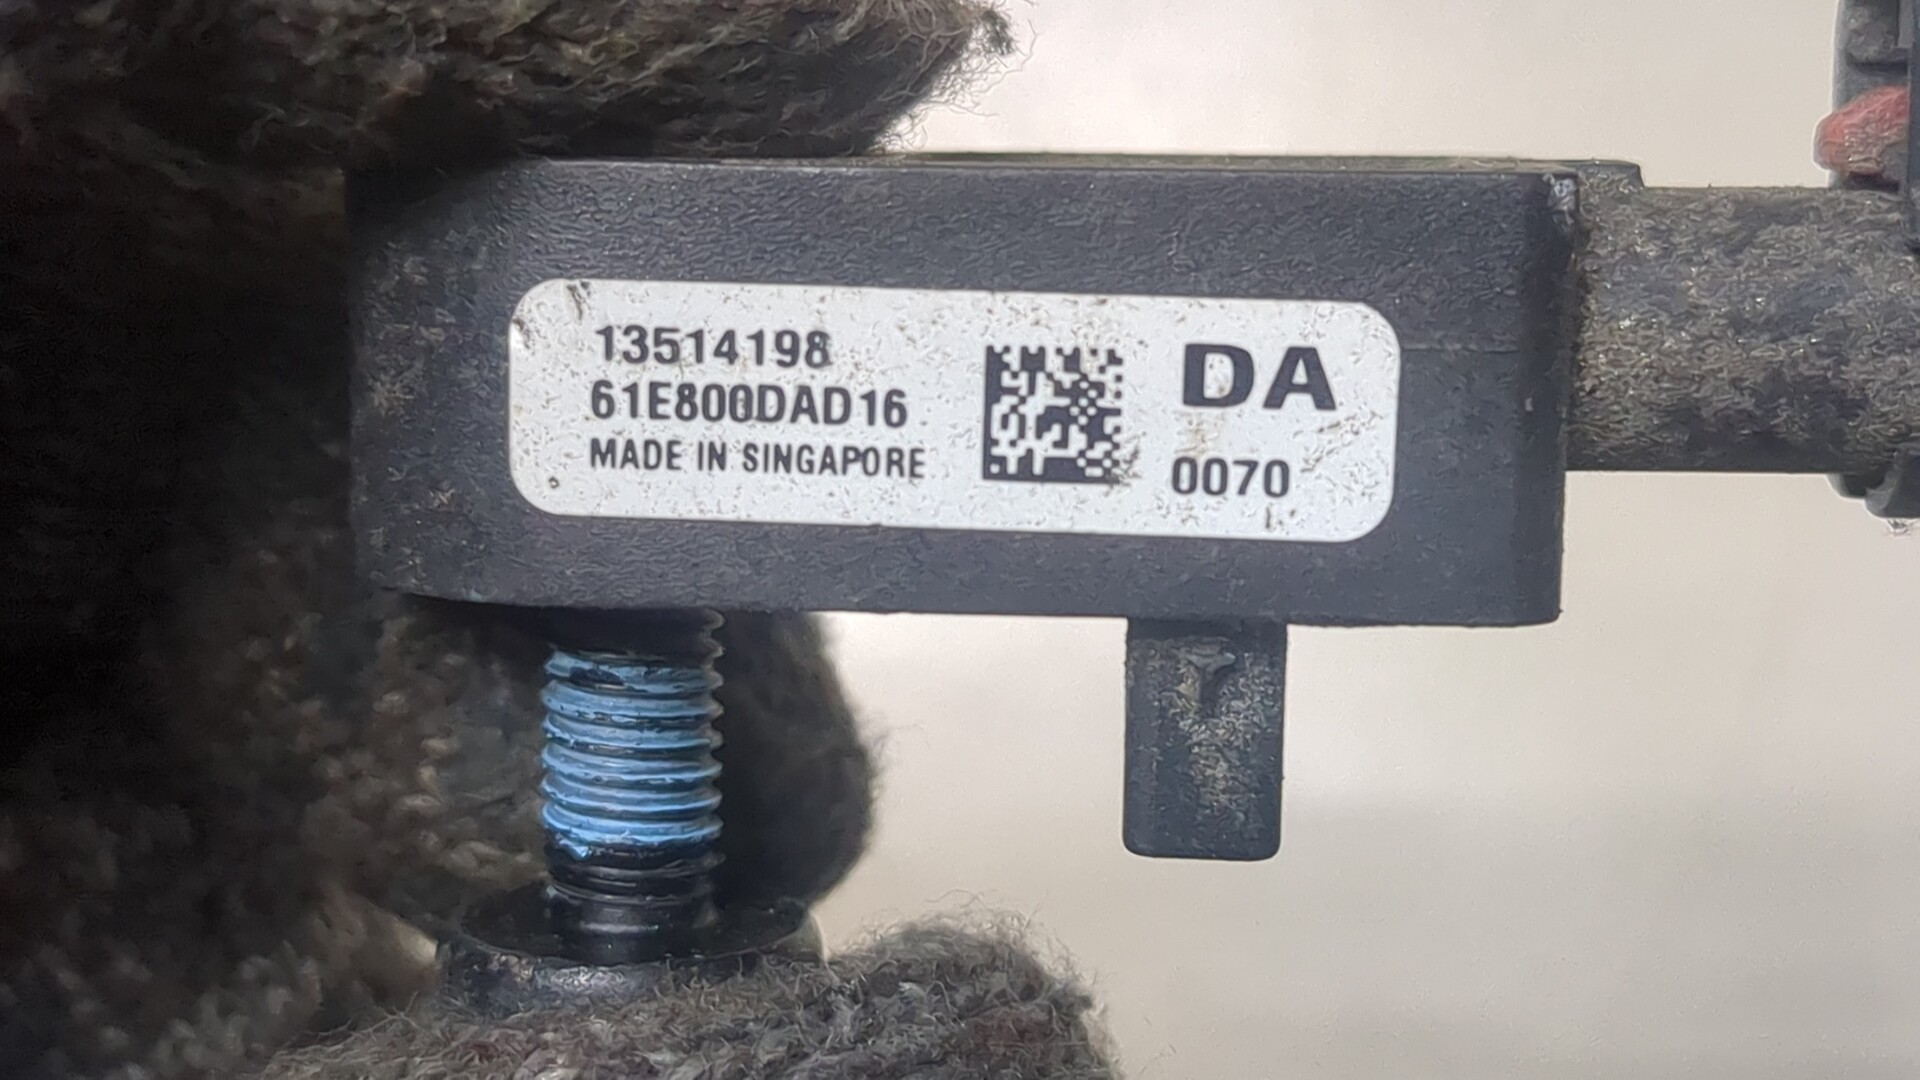 13514198
61E800DAD16
MADE IN SINGAPORE
DA
0070